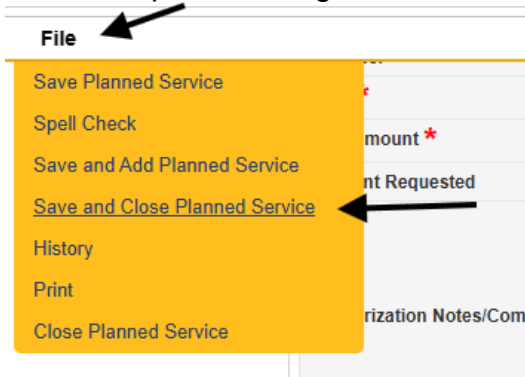 File
Save Planned Service
*
Spell Check
mount *
Save and Add Planned Service
nt Requested
Save and Close Planned Service
History
Print
rization Notes/Com
Close Planned Service